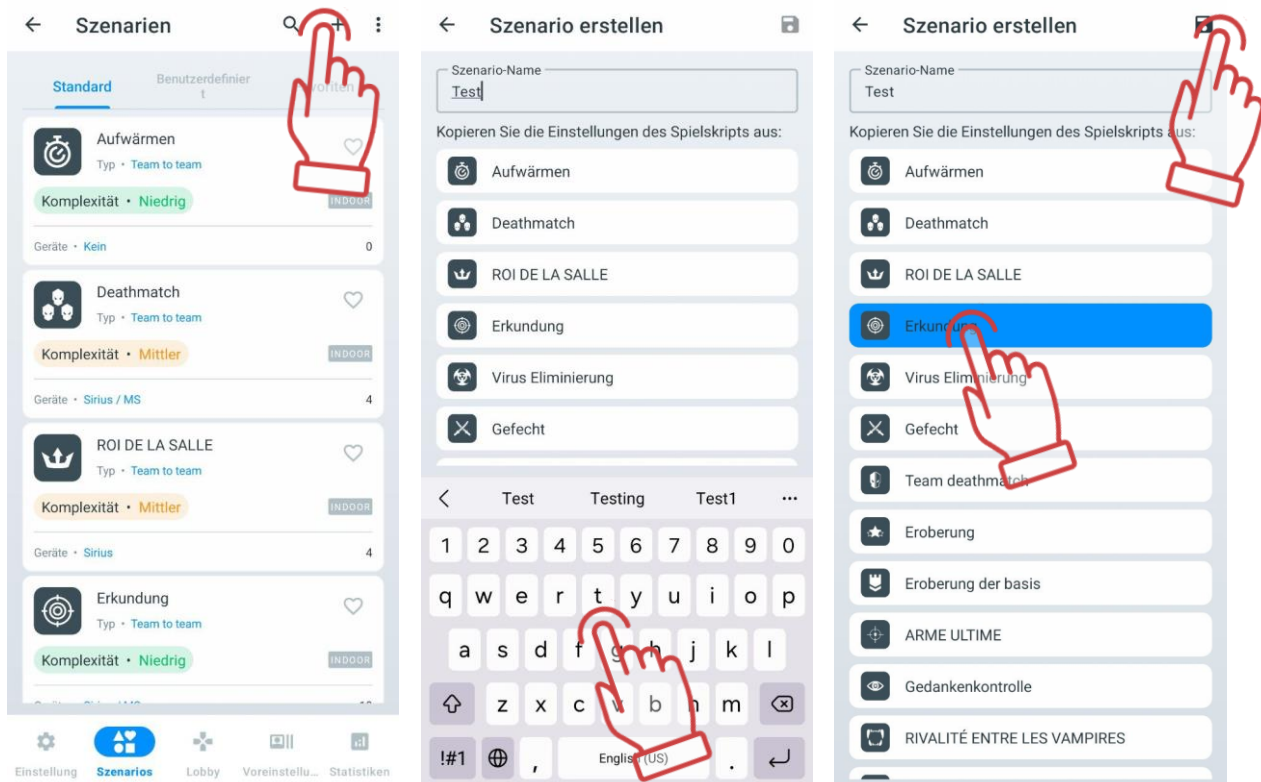 Szenarien
Standard
Benutzerdefinier
t
Aufwärmen
Typ • Team to team
Komplexität • Niedrig
INDOOR
Geräte • Kein
0
Deathmatch
Typ • Team to team
Komplexität • Mittler
INDOOR
Geräte • Sirius / MS
4
ROI DE LA SALLE
Typ • Team to team
Komplexität • Mittler
INDOOR
Geräte • Sirius
4
Erkundung
Typ • Team to team
Komplexität • Niedrig
INDOOR
Einstellung
Szenarios
Lobby
Voreinstellu...
Statistiken
Szenario erstellen
Szenario-Name
Test
Kopieren Sie die Einstellungen des Spielskripts aus:
Aufwärmen
Deathmatch
ROI DE LA SALLE
Erkundung
Virus Eliminierung
Gefecht
Test Testing Test1 ...
1 2 3 4 5 6 7 8 9 0
q w e r t y u i o p
a s d f g h j k l
z x c v b n m
!#1 , English (US) .
Szenario erstellen
Szenario-Name
Test
Kopieren Sie die Einstellungen des Spielskripts aus:
Aufwärmen
Deathmatch
ROI DE LA SALLE
Erkundung
Virus Eliminierung
Gefecht
Team deathmatch
Eroberung
Eroberung der basis
ARME ULTIME
Gedankenkontrolle
RIVALITÉ ENTRE LES VAMPIRES